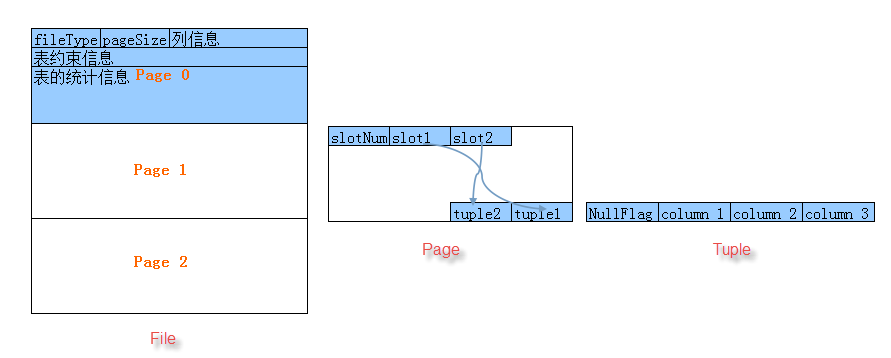 fileType pageSize 列信息
表约束信息
表的统计信息 Page 0
Page 1
Page 2
File
slotNum slot1 slot2
tuple2 tuple1
Page
NullFlag column 1 column 2 column 3
Tuple